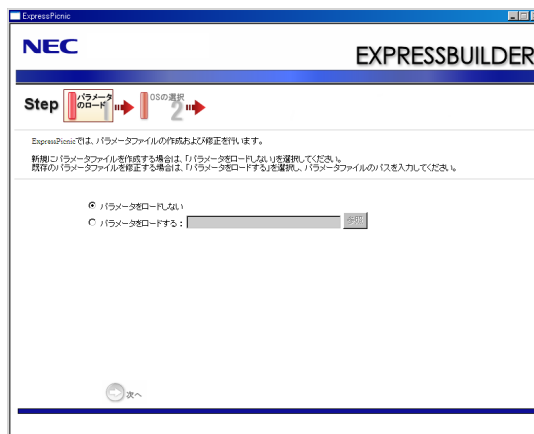 ExpressPicnic
NEC
EXPRESSBUILDER
Step
パラメータ
のロード
1
OSの選択
2
ExpressPicnicでは、パラメータファイルの作成および修正を行います。
新規にパラメータファイルを作成する場合は、「パラメータをロードしない」を選択してください。
既存のパラメータファイルを修正する場合は、「パラメータをロードする」を選択し、パラメータファイルのパスを入力してください。
パラメータをロードしない
パラメータをロードする：
参照
次へ